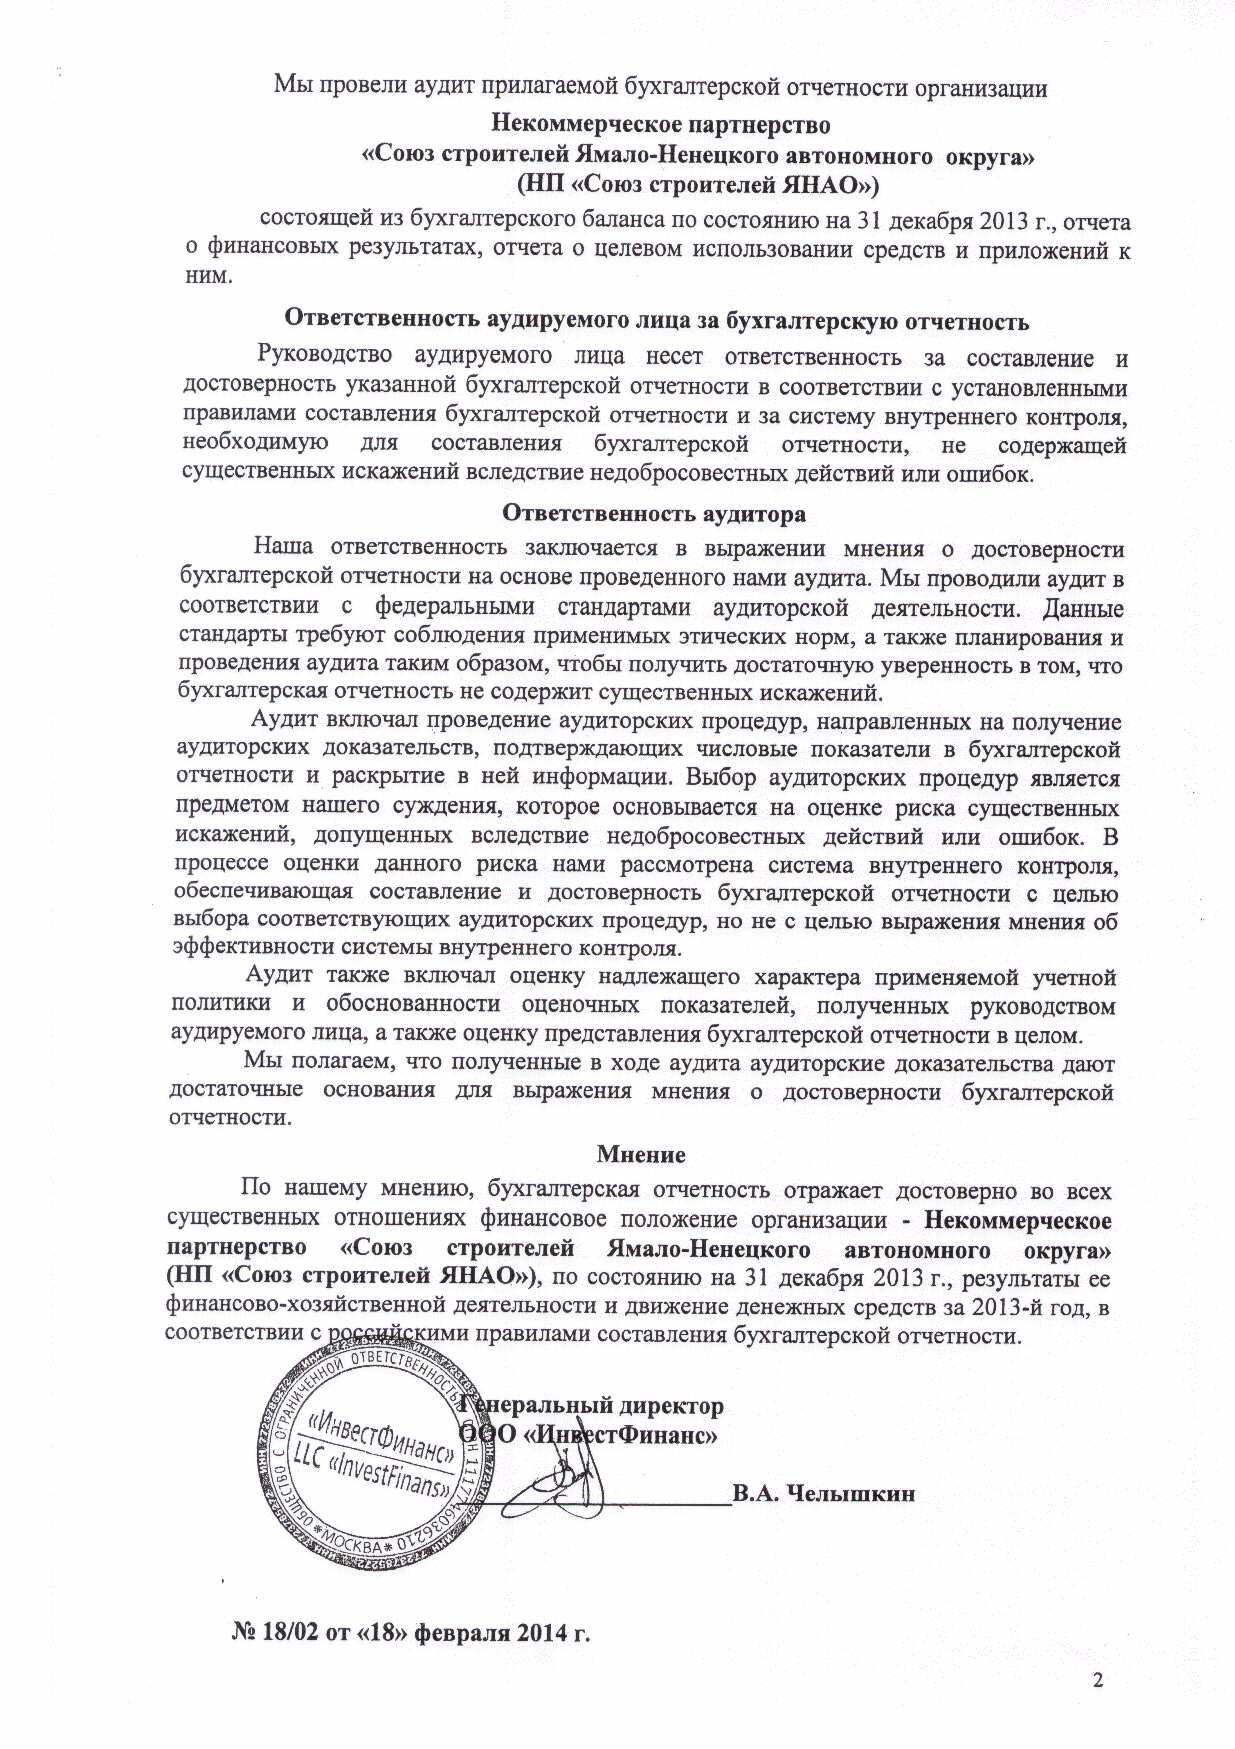 Мы провели аудит прилагаемой бухгалтерской отчетности организации
Некоммерческое партнерство
«Союз строителей Ямало-Ненецкого автономного округа»
(НП «Союз строителей ЯНАО»)
состоящей из бухгалтерского баланса по состоянию на 31 декабря 2013 г., отчета
о финансовых результатах, отчета о целевом использовании средств и приложений к
ним.
Ответственность аудируемого лица за бухгалтерскую отчетность
Руководство аудируемого лица несет ответственность за составление и
достоверность указанной бухгалтерской отчетности в соответствии с установленными
правилами составления бухгалтерской отчетности и за систему внутреннего контроля,
необходимую для составления бухгалтерской отчетности, не содержащей
существенных искажений вследствие недобросовестных действий или ошибок.
Ответственность аудитора
Наша ответственность заключается в выражении мнения о достоверности
бухгалтерской отчетности на основе проведенного нами аудита. Мы проводили аудит в
соответствии с федеральными стандартами аудиторской деятельности. Данные
стандарты требуют соблюдения применимых этических норм, а также планирования и
проведения аудита таким образом, чтобы получить достаточную уверенность в том, что
бухгалтерская отчетность не содержит существенных искажений.
Аудит включал проведение аудиторских процедур, направленных на получение
аудиторских доказательств, подтверждающих числовые показатели в бухгалтерской
отчетности и раскрытие в ней информации. Выбор аудиторских процедур является
предметом нашего суждения, которое основывается на оценке риска существенных
искажений, допущенных вследствие недобросовестных действий или ошибок. В
процессе оценки данного риска нами рассмотрена система внутреннего контроля,
обеспечивающая составление и достоверность бухгалтерской отчетности с целью
выбора соответствующих аудиторских процедур, но не с целью выражения мнения об
эффективности системы внутреннего контроля.
Аудит также включал оценку надлежащего характера применяемой учетной
политики и обоснованности оценочных показателей, полученных руководством
аудируемого лица, а также оценку представления бухгалтерской отчетности в целом.
Мы полагаем, что полученные в ходе аудита аудиторские доказательства дают
достаточные основания для выражения мнения о достоверности бухгалтерской
отчетности.
Мнение
По нашему мнению, бухгалтерская отчетность отражает достоверно во всех
существенных отношениях финансовое положение организации - Некоммерческое
партнерство «Союз строителей Ямало-Ненецкого автономного округа»
(НП «Союз строителей ЯНАО»), по состоянию на 31 декабря 2013 г., результаты ее
финансово-хозяйственной деятельности и движение денежных средств за 2013-й год, в
соответствии с российскими правилами составления бухгалтерской отчетности.
ОБЩЕСТВО С ОГРАНИЧЕННОЙ ОТВЕТСТВЕННОСТЬЮ
*МОСКВА*
«ИнвестФинанс»
LLC «InvestFinans»
Генеральный директор
ООО «ИнвестФинанс»
В.А. Челышкин
№ 18/02 от «18» февраля 2014 г.
2